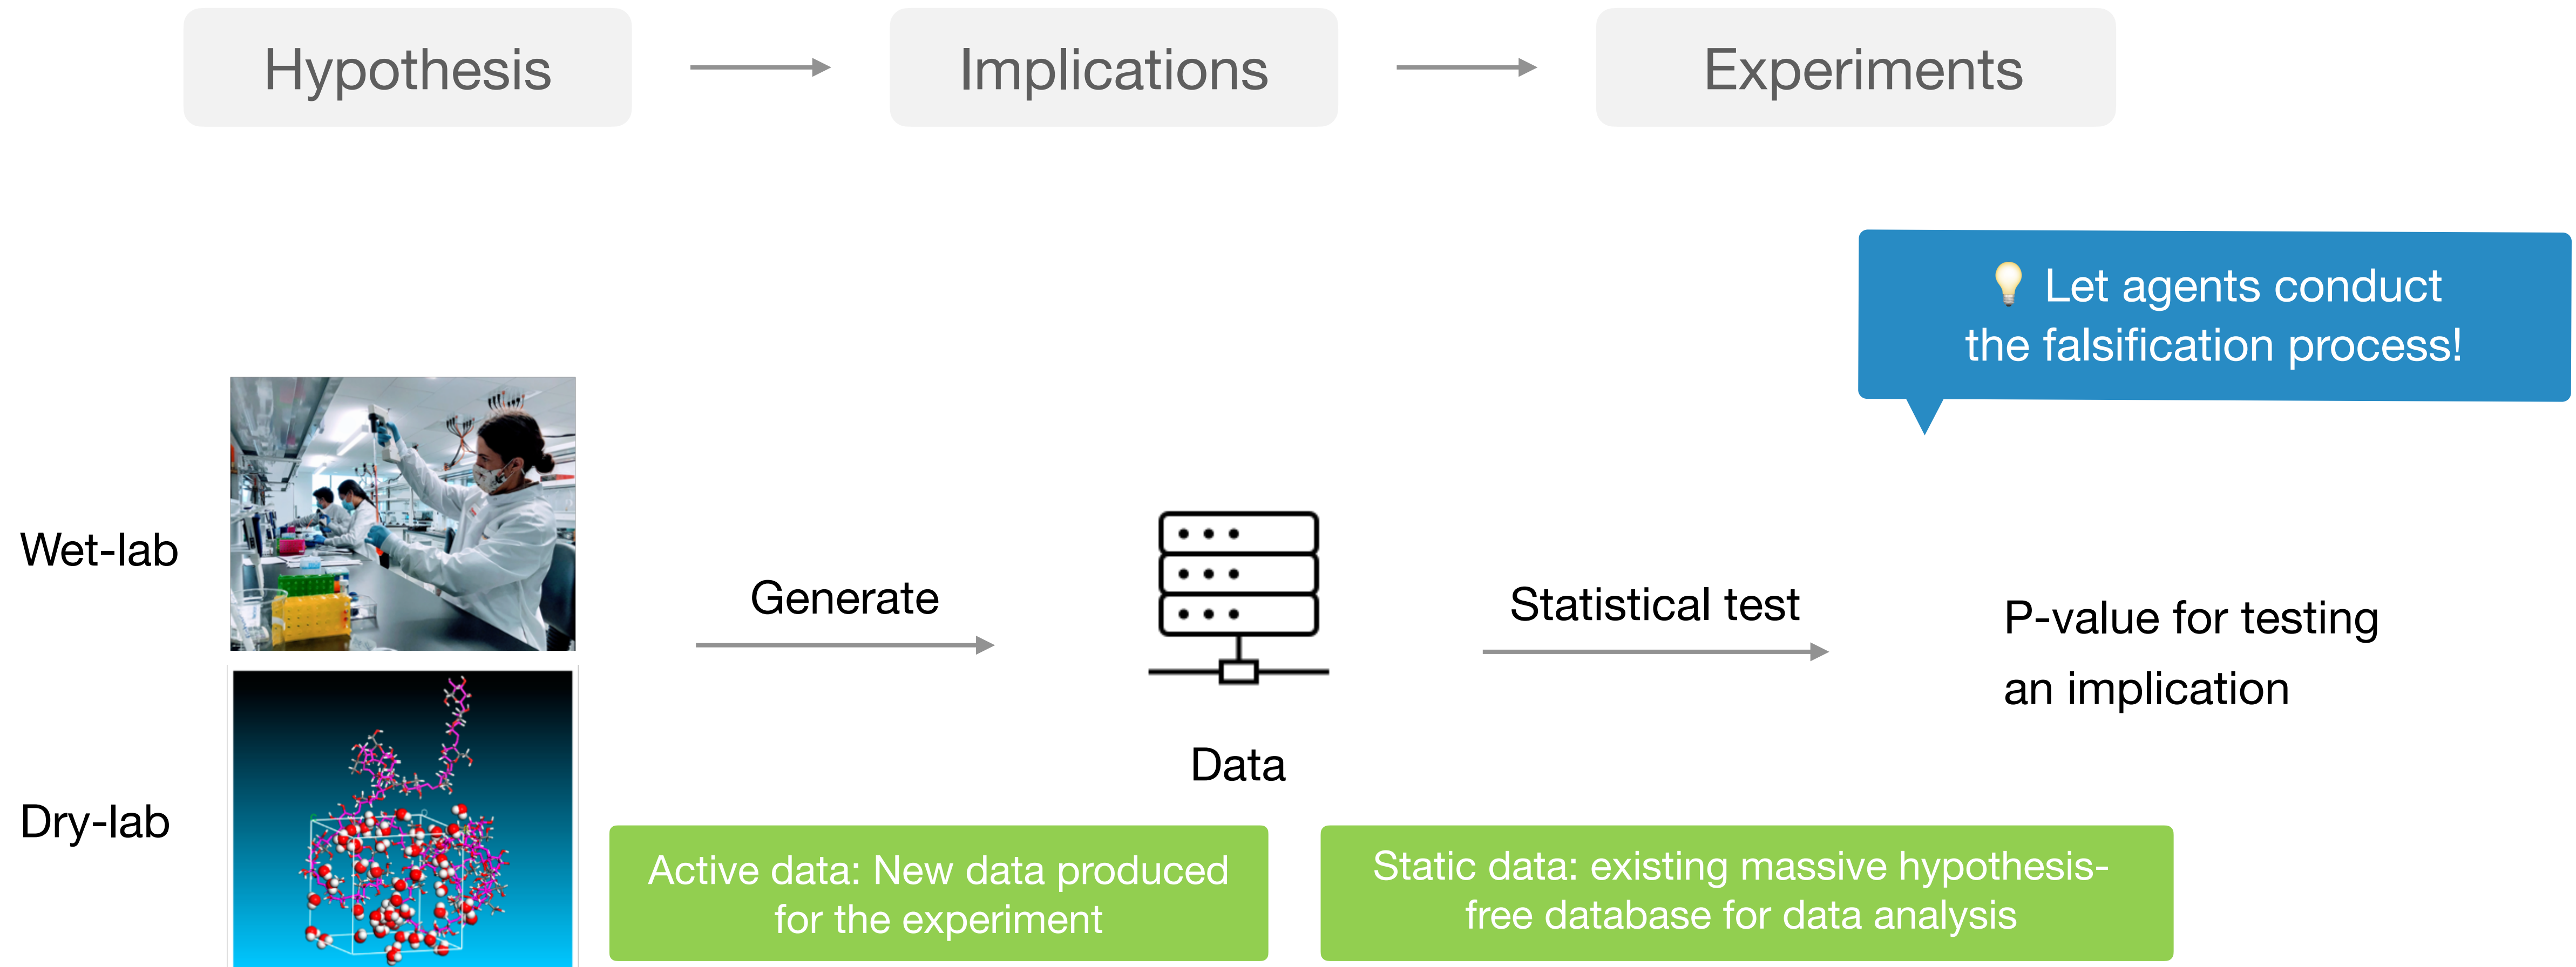 Hypothesis
Implications
Experiments
💡 Let agents conduct
the falsification process!
Wet-lab
Generate
Statistical test
P-value for testing
an implication
Data
Dry-lab
Active data: New data produced
for the experiment
Static data: existing massive hypothesis-
free database for data analysis